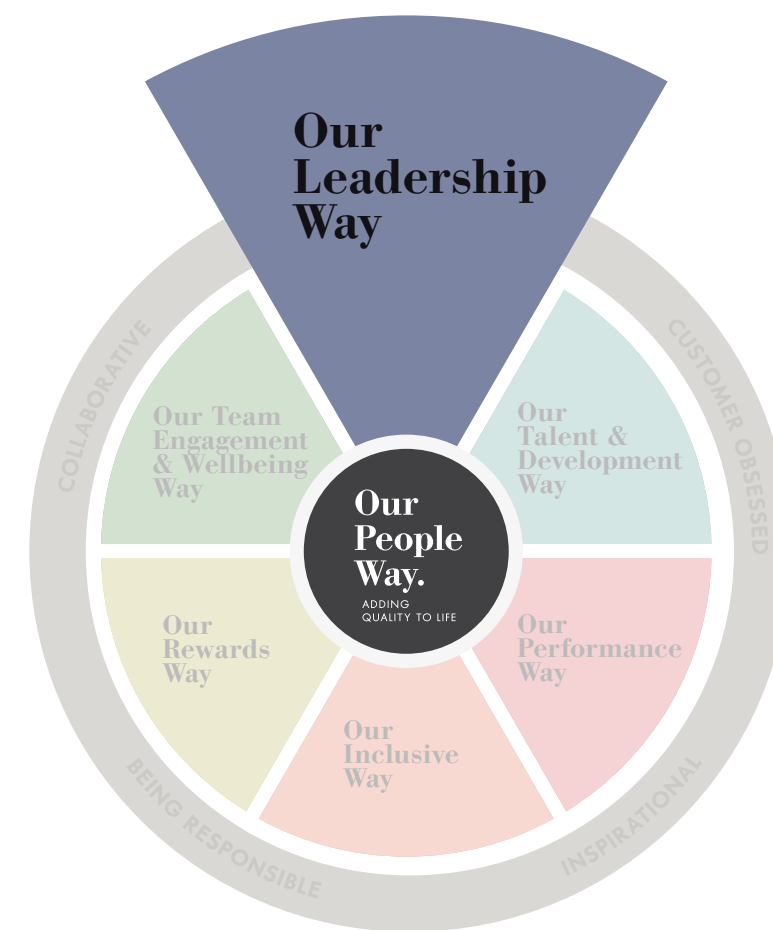 Our
Leadership
Way
COLLABORATIVE
CUSTOMER OBSESSED
Our Team
Engagement
& Wellbeing
Way
Our
Talent &
Development
Way
Our
People
Way.
ADDING
QUALITY TO LIFE
Our
Rewards
Way
Our
Performance
Way
Our
Inclusive
Way
BEING RESPONSIBLE
INSPIRATIONAL